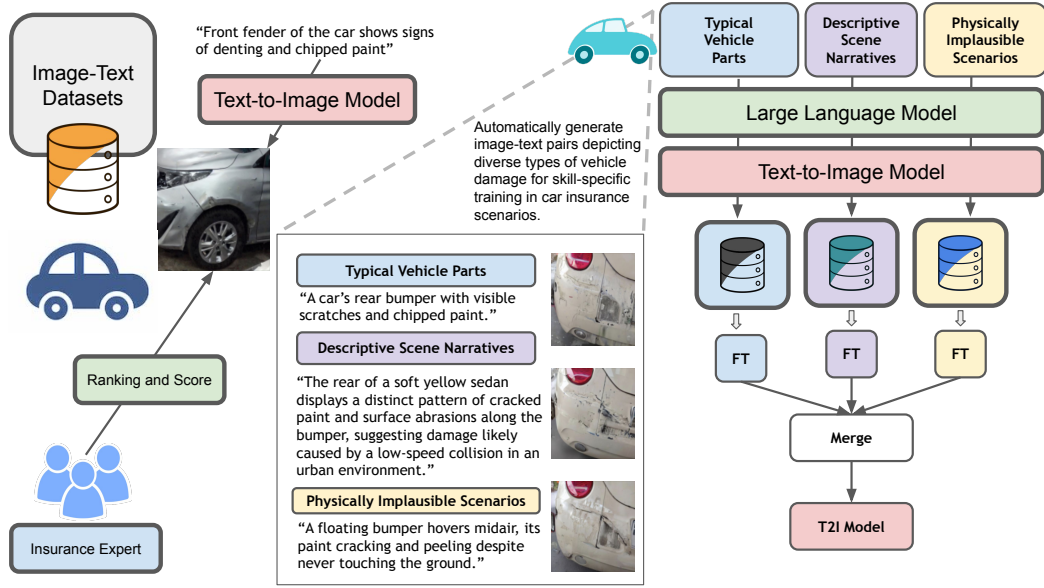 Image-Text
Datasets
“Front fender of the car shows signs
of denting and chipped paint”
Text-to-Image Model
Ranking and Score
Insurance Expert
Automatically generate
image-text pairs depicting
diverse types of vehicle
damage for skill-specific
training in car insurance
scenarios.
Typical Vehicle Parts
“A car’s rear bumper with visible
scratches and chipped paint.”
Descriptive Scene Narratives
“The rear of a soft yellow sedan
displays a distinct pattern of cracked
paint and surface abrasions along the
bumper, suggesting damage likely
caused by a low-speed collision in an
urban environment.”
Physically Implausible Scenarios
“A floating bumper hovers midair, its
paint cracking and peeling despite
never touching the ground.”
Typical
Vehicle
Parts
Descriptive
Scene
Narratives
Physically
Implausible
Scenarios
Large Language Model
Text-to-Image Model
FT
FT
FT
Merge
T2I Model